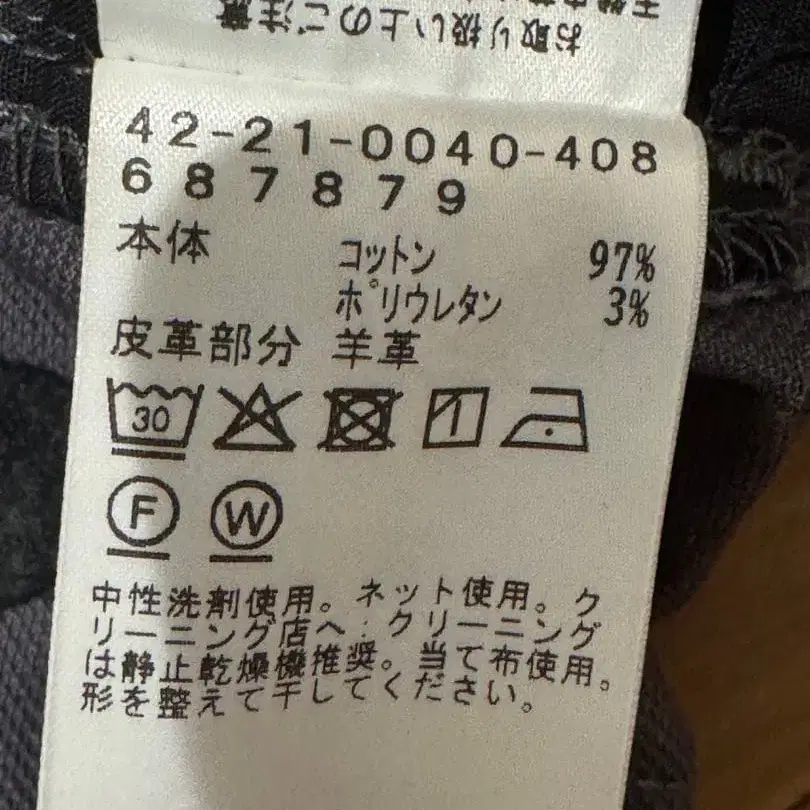 お取り扱い上のご注意
42-21-0040-408
687879
本体 コットン 97%
ポリウレタン 3%
皮革部分 羊革
30
F W
中性洗剤使用。ネット使用。ク
リーニング店へ:クリーニング
は静止乾燥機推奨。当て布使用。
形を整えて干してください。